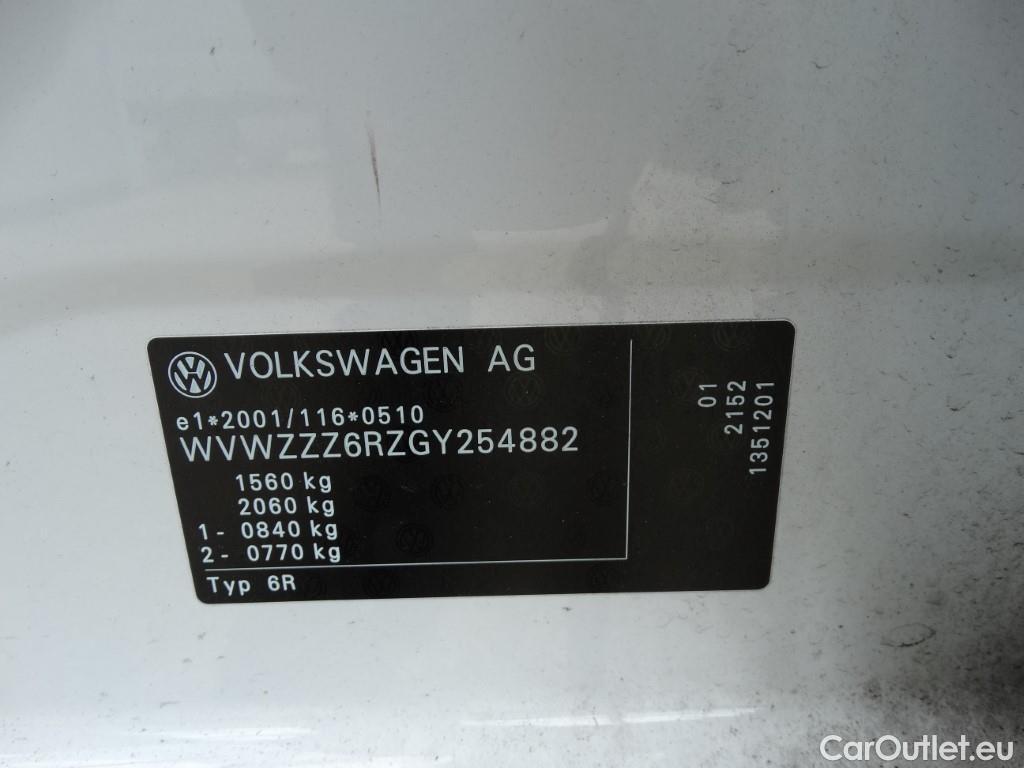 VOLKSWAGEN AG
e1*2001/116*0510
WVWZZZ6RZGY254882
1560 kg
2060 kg
1- 0840 kg
2- 0770 kg
Typ 6R
01
2152
1351201
CarOutlet.eu